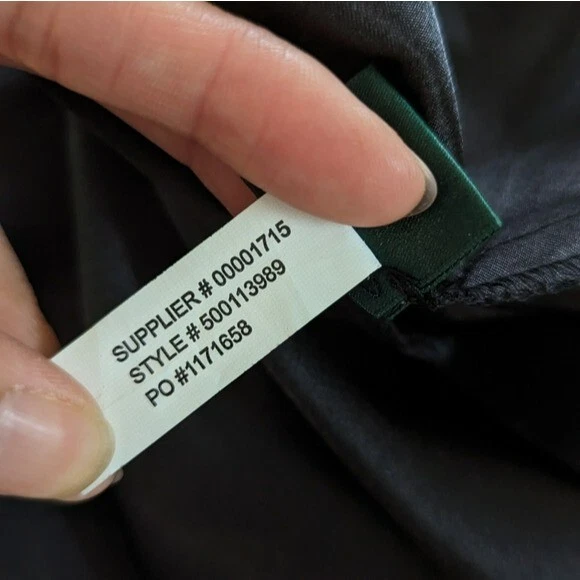 SUPPLIER # 00001715
STYLE # 500113989
PO #1171658